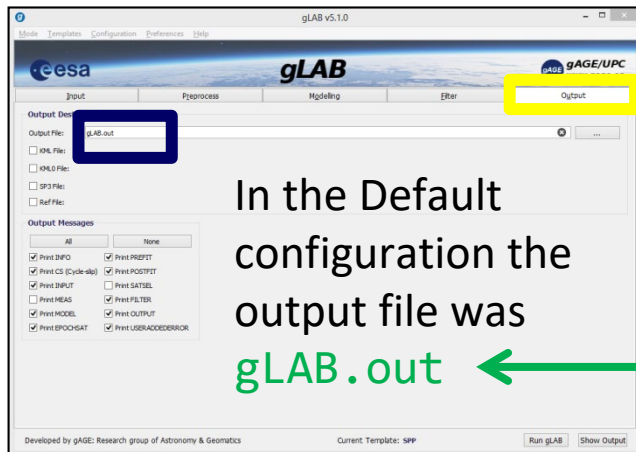 gLAB v5.1.0
Mode Templates Configuration Preferences Help
esa
gLAB
gAGE gAGE/UPC
Input Preprocess Modelling Filter Output
Output Des
Output File: gLAB.out ...
KML File:
KML0 File:
SP3 File:
Ref File:
Output Messages
All None
Print INFO Print PREFIT
Print CS (Cycle-slip) Print POSTFIT
Print INPUT Print SATSEL
Print MEAS Print FILTER
Print MODEL Print OUTPUT
Print EPOCHSAT Print USERADDEDERROR
In the Default
configuration the
output file was
gLAB.out
Developed by gAGE: Research group of Astronomy & Geomatics Current Template: SPP Run gLAB Show Output